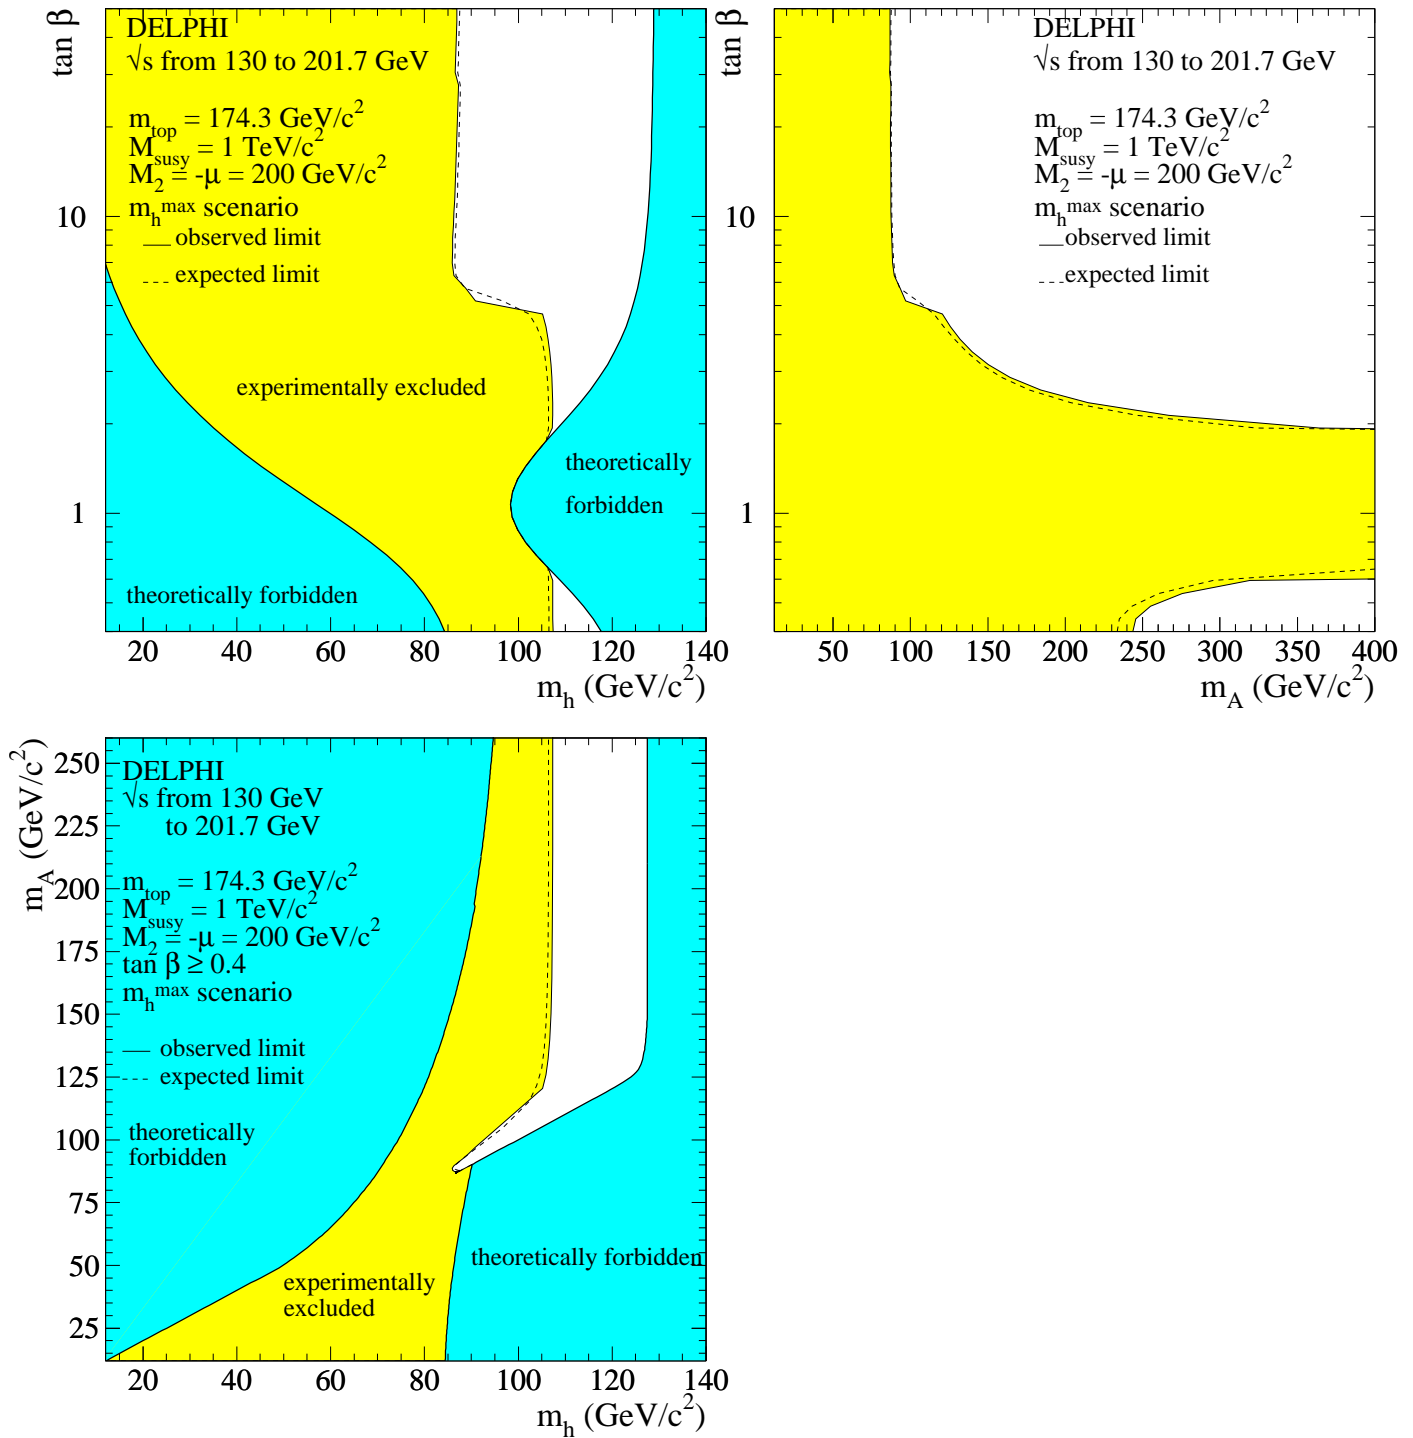 tan β
DELPHI
√s from 130 to 201.7 GeV
m_top = 174.3 GeV/c²
M_susy = 1 TeV/c²
M₂ = -μ = 200 GeV/c²
m_h^max scenario
observed limit
expected limit
experimentally excluded
theoretically
forbidden
theoretically forbidden
10
1
20 40 60 80 100 120 140
m_h (GeV/c²)
tan β
DELPHI
√s from 130 to 201.7 GeV
m_top = 174.3 GeV/c²
M_susy = 1 TeV/c²
M₂ = -μ = 200 GeV/c²
m_h^max scenario
observed limit
expected limit
10
1
50 100 150 200 250 300 350 400
m_A (GeV/c²)
m_A (GeV/c²)
DELPHI
√s from 130 GeV
to 201.7 GeV
m_top = 174.3 GeV/c²
M_susy = 1 TeV/c²
M₂ = -μ = 200 GeV/c²
tan β ≥ 0.4
m_h^max scenario
observed limit
expected limit
theoretically
forbidden
theoretically forbidden
experimentally
excluded
250
225
200
175
150
125
100
75
50
25
20 40 60 80 100 120 140
m_h (GeV/c²)